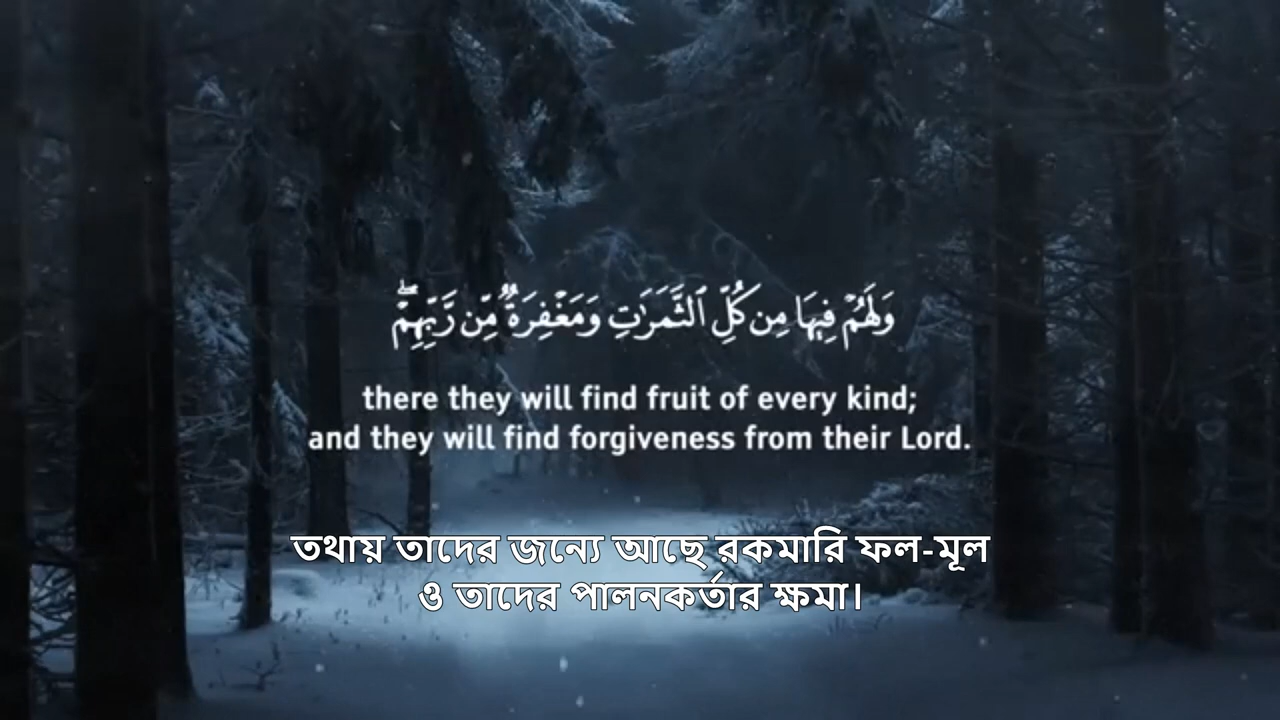 وَلَهُمْ فِيهَا مِن كُلِّ ٱلثَّمَرَٰتِ وَمَغْفِرَةٌ مِّن رَّبِّهِمْ ۖ
there they will find fruit of every kind;
and they will find forgiveness from their Lord.
তথায় তাদের জন্যে আছে রকমারি ফল-মূল
ও তাদের পালনকর্তার ক্ষমা।